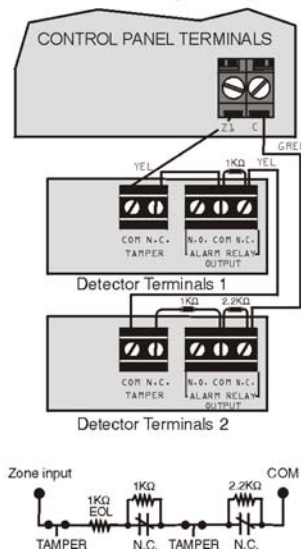 CONTROL PANEL TERMINALS
Z1 C
GREE
YEL 1KΩ YEL
COM N.C. N.O. COM N.C.
TAMPER ALARM RELAY
OUTPUT
Detector Terminals 1
1KΩ 2.2KΩ
COM N.C. N.O. COM N.C.
TAMPER ALARM RELAY
OUTPUT
Detector Terminals 2
Zone input COM
1KΩ 2.2KΩ
1KΩ
EOL
TAMPER N.C. TAMPER N.C.